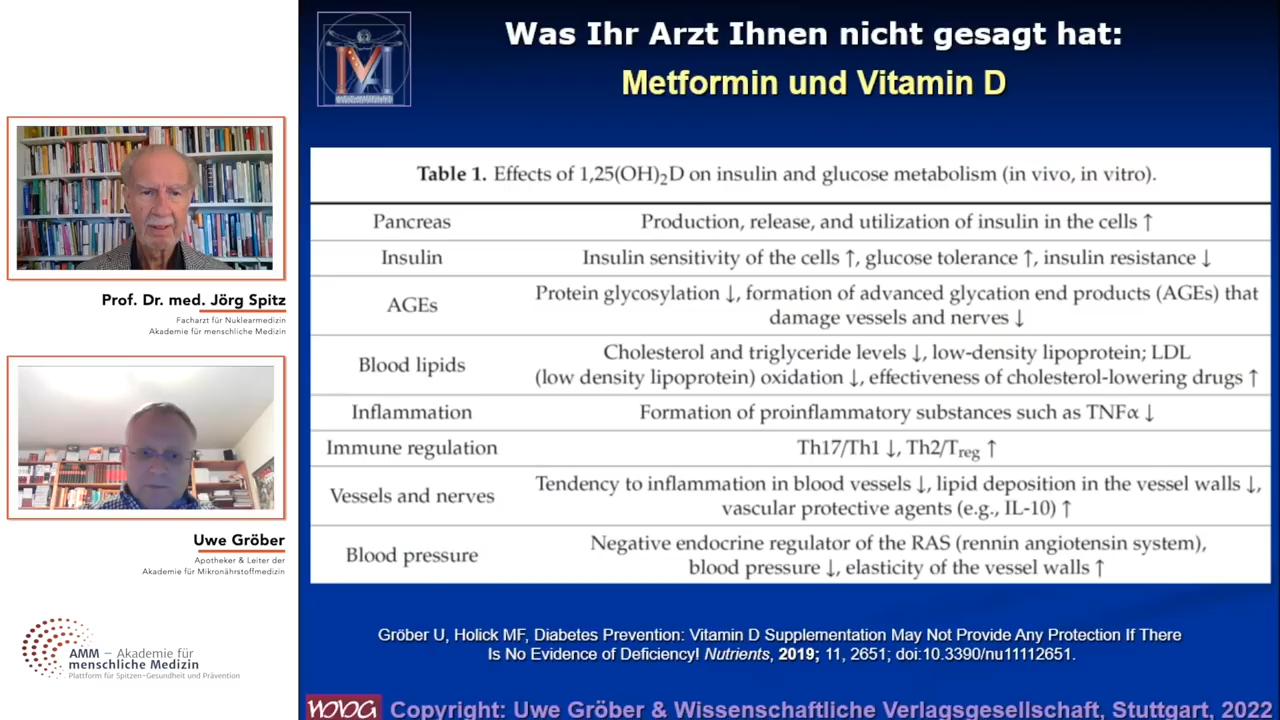 Was Ihr Arzt Ihnen nicht gesagt hat:
Metformin und Vitamin D
Prof. Dr. med. Jörg Spitz
Facharzt für Nuklearmedizin
Akademie für menschliche Medizin
Uwe Gröber
Apotheker & Leiter der
Akademie für Mikronährstoffmedizin
AMM – Akademie für
menschliche Medizin
Plattform für Spitzen-Gesundheit und Prävention
Table 1. Effects of 1,25(OH)₂D on insulin and glucose metabolism (in vivo, in vitro).
Pancreas Production, release, and utilization of insulin in the cells ↑
Insulin Insulin sensitivity of the cells ↑, glucose tolerance ↑, insulin resistance ↓
AGEs Protein glycosylation ↓, formation of advanced glycation end products (AGEs) that
damage vessels and nerves ↓
Blood lipids Cholesterol and triglyceride levels ↓, low-density lipoprotein; LDL
(low density lipoprotein) oxidation ↓, effectiveness of cholesterol-lowering drugs ↑
Inflammation Formation of proinflammatory substances such as TNFα ↓
Immune regulation Th17/Th1 ↓, Th2/Treg ↑
Vessels and nerves Tendency to inflammation in blood vessels ↓, lipid deposition in the vessel walls ↓,
vascular protective agents (e.g., IL-10) ↑
Blood pressure Negative endocrine regulator of the RAS (rennin angiotensin system),
blood pressure ↓, elasticity of the vessel walls ↑
Gröber U, Holick MF, Diabetes Prevention: Vitamin D Supplementation May Not Provide Any Protection If There
Is No Evidence of Deficiency! Nutrients, 2019; 11, 2651; doi:10.3390/nu11112651.
Copyright: Uwe Gröber & Wissenschaftliche Verlagsgesellschaft, Stuttgart, 2022